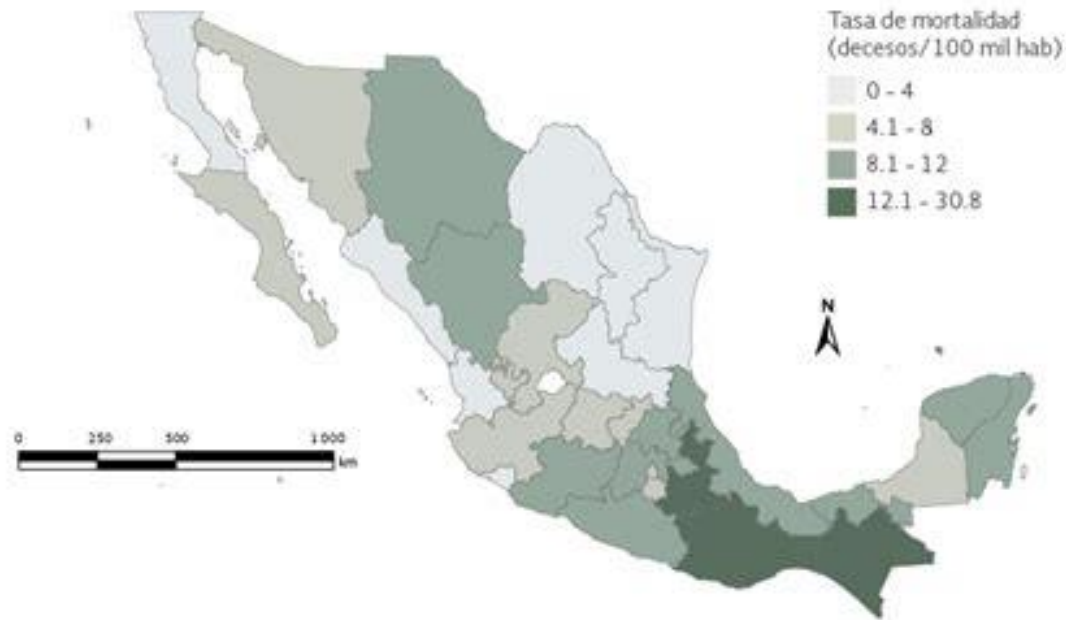 Tasa de mortalidad
(decesos/100 mil hab)
0 - 4
4.1 - 8
8.1 - 12
12.1 - 30.8
N
0 250 500 1 000
km